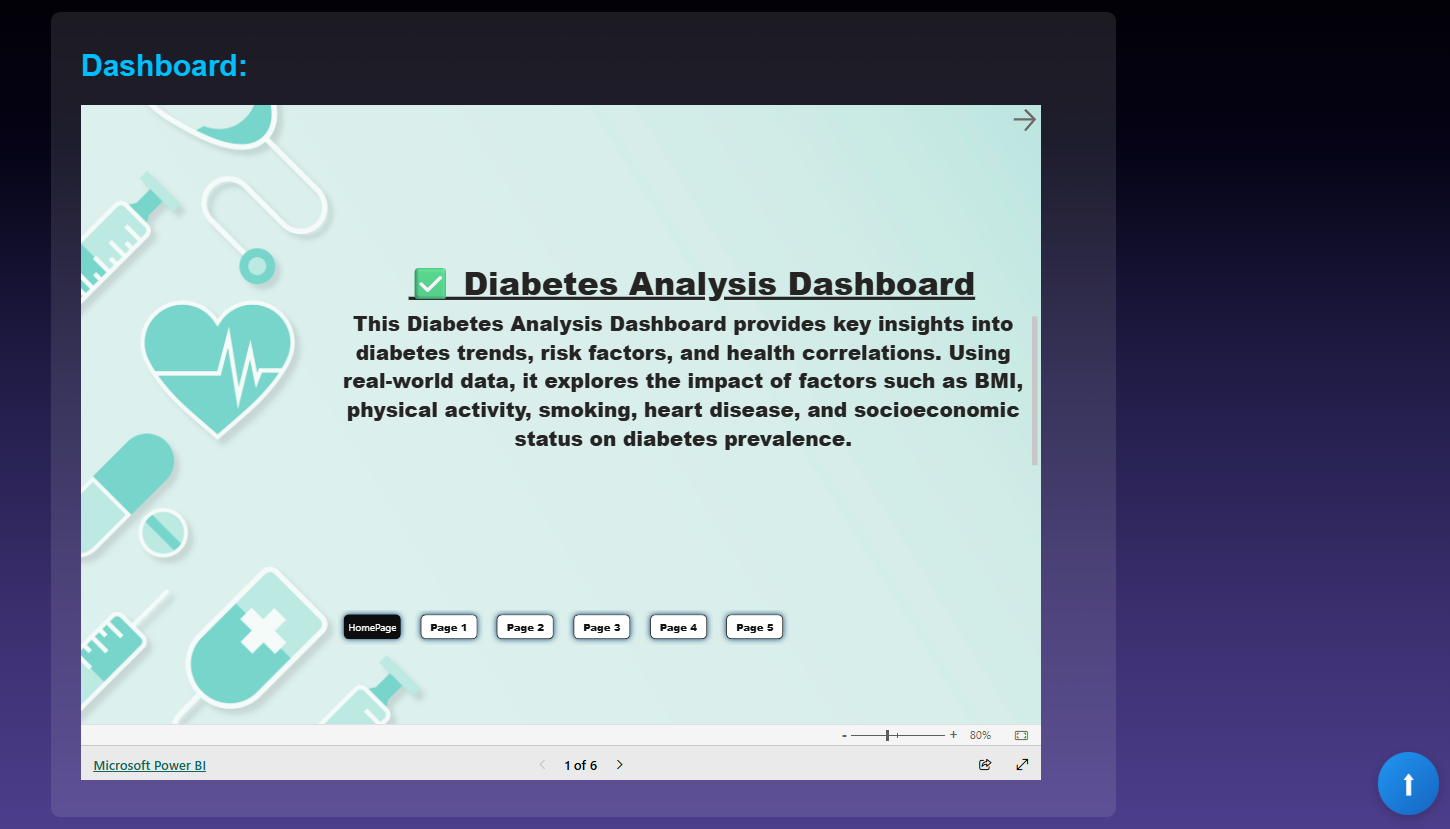 Dashboard:
✅ Diabetes Analysis Dashboard
This Diabetes Analysis Dashboard provides key insights into
diabetes trends, risk factors, and health correlations. Using
real-world data, it explores the impact of factors such as BMI,
physical activity, smoking, heart disease, and socioeconomic
status on diabetes prevalence.
HomePage Page 1 Page 2 Page 3 Page 4 Page 5
- + 80%
Microsoft Power BI 1 of 6